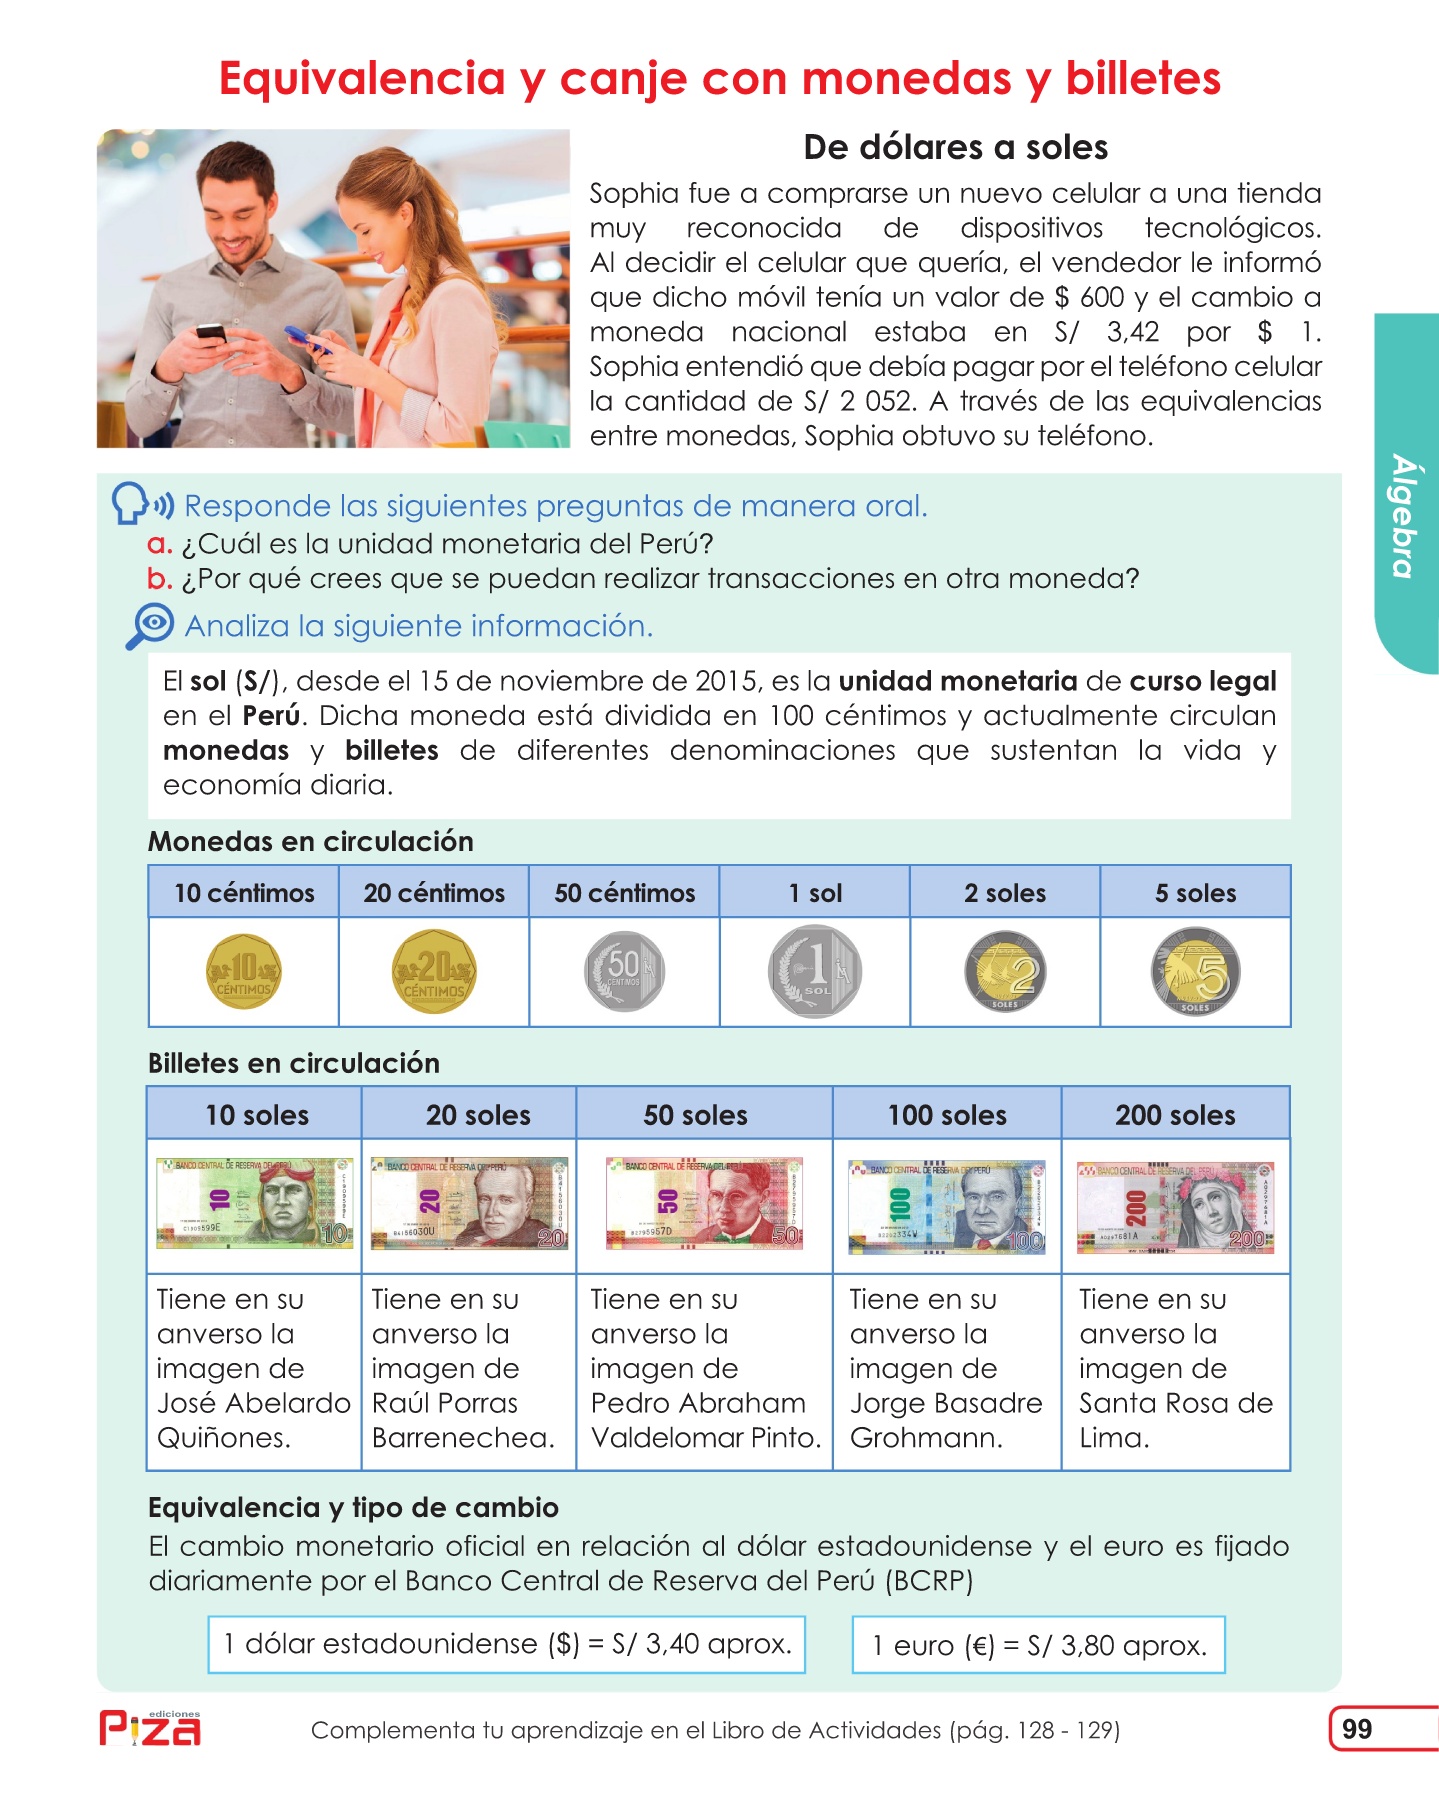 Equivalencia y canje con monedas y billetes
De dólares a soles
Sophia fue a comprarse un nuevo celular a una tienda
muy reconocida de dispositivos tecnológicos.
Al decidir el celular que quería, el vendedor le informó
que dicho móvil tenía un valor de $ 600 y el cambio a
moneda nacional estaba en S/ 3,42 por $ 1.
Sophia entendió que debía pagar por el teléfono celular
la cantidad de S/ 2 052. A través de las equivalencias
entre monedas, Sophia obtuvo su teléfono.
Álgebra
Responde las siguientes preguntas de manera oral.
a. ¿Cuál es la unidad monetaria del Perú?
b. ¿Por qué crees que se puedan realizar transacciones en otra moneda?
Analiza la siguiente información.
El sol (S/), desde el 15 de noviembre de 2015, es la unidad monetaria de curso legal
en el Perú. Dicha moneda está dividida en 100 céntimos y actualmente circulan
monedas y billetes de diferentes denominaciones que sustentan la vida y
economía diaria.
Monedas en circulación
10 céntimos 20 céntimos 50 céntimos 1 sol 2 soles 5 soles
10 CÉNTIMOS
20 CÉNTIMOS
50 CÉNTIMOS
1 SOL
2 SOLES
5 SOLES
Billetes en circulación
10 soles 20 soles 50 soles 100 soles 200 soles
BANCO CENTRAL DE RESERVA DEL PERÚ
10
10
BANCO CENTRAL DE RESERVA DEL PERÚ
20
20
BANCO CENTRAL DE RESERVA DEL PERÚ
50
50
BANCO CENTRAL DE RESERVA DEL PERÚ
100
100
BANCO CENTRAL DE RESERVA DEL PERÚ
200
200
Tiene en su
anverso la
imagen de
José Abelardo
Quiñones.
Tiene en su
anverso la
imagen de
Raúl Porras
Barrenechea.
Tiene en su
anverso la
imagen de
Pedro Abraham
Valdelomar Pinto.
Tiene en su
anverso la
imagen de
Jorge Basadre
Grohmann.
Tiene en su
anverso la
imagen de
Santa Rosa de
Lima.
Equivalencia y tipo de cambio
El cambio monetario oficial en relación al dólar estadounidense y el euro es fijado
diariamente por el Banco Central de Reserva del Perú (BCRP)
1 dólar estadounidense ($) = S/ 3,40 aprox.
1 euro (€) = S/ 3,80 aprox.
ediciones
Piza
Complementa tu aprendizaje en el Libro de Actividades (pág. 128 - 129)
99